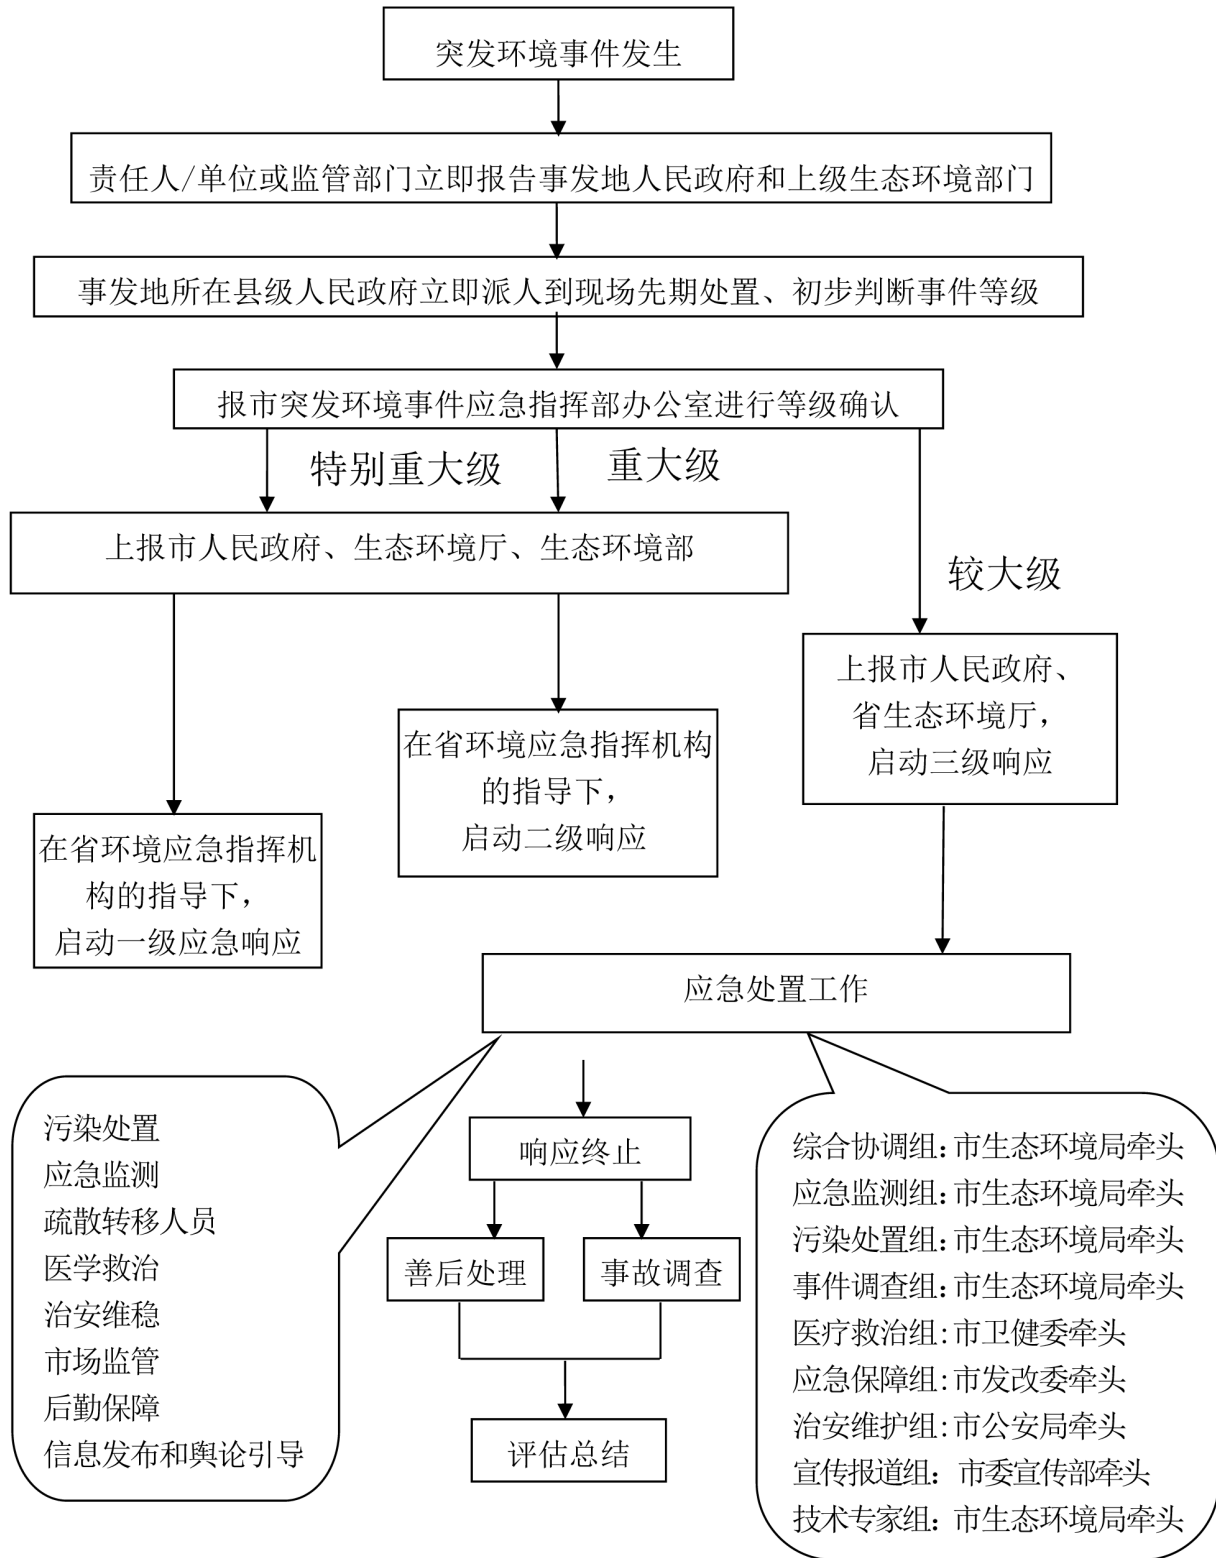 突发环境事件发生
责任人/单位或监管部门立即报告事发地人民政府和上级生态环境部门
事发地所在县级人民政府立即派人到现场先期处置、初步判断事件等级
报市突发环境事件应急指挥部办公室进行等级确认
特别重大级
重大级
上报市人民政府、生态环境厅、生态环境部
较大级
上报市人民政府、
省生态环境厅，
启动三级响应
在省环境应急指挥机构
的指导下，
启动二级响应
在省环境应急指挥机
构的指导下，
启动一级应急响应
应急处置工作
污染处置
应急监测
疏散转移人员
医学救治
治安维稳
市场监管
后勤保障
信息发布和舆论引导
响应终止
善后处理
事故调查
评估总结
综合协调组：市生态环境局牵头
应急监测组：市生态环境局牵头
污染处置组：市生态环境局牵头
事件调查组：市生态环境局牵头
医疗救治组：市卫健委牵头
应急保障组：市发改委牵头
治安维护组：市公安局牵头
宣传报道组： 市委宣传部牵头
技术专家组： 市生态环境局牵头